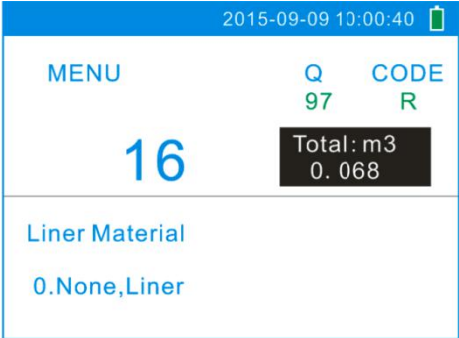 2015-09-09 10:00:40
MENU Q CODE
97 R
16
Total: m3
0. 068
Liner Material
0.None,Liner